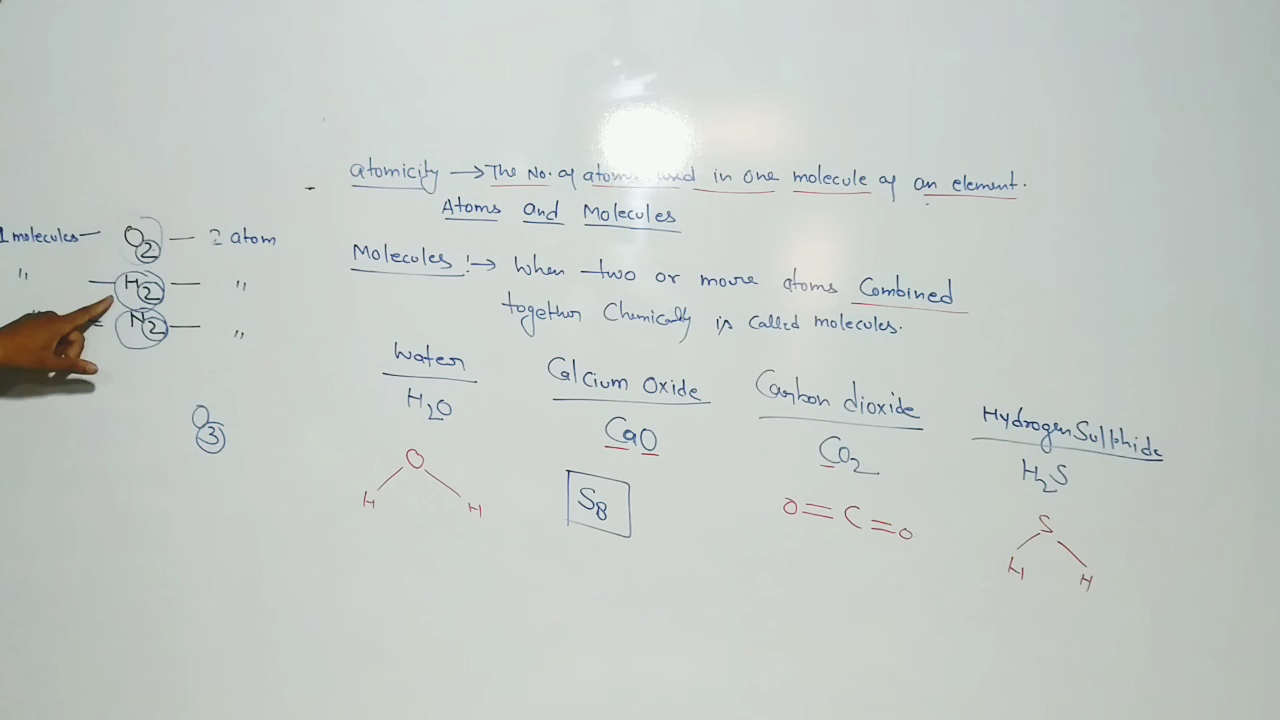 atomicity → The No. of atoms used in one molecule of an element.
Atoms and Molecules
1 molecules — O2 — 2 atom
" — H2 — "
N2 — "
O3
Molecules :→ When two or more atoms Combined
together Chemically is called molecules.
Water
H2O
O
H H
Calcium Oxide
CaO
S8
Carbon dioxide
CO2
O=C=O
Hydrogen Sulphide
H2S
S
H H